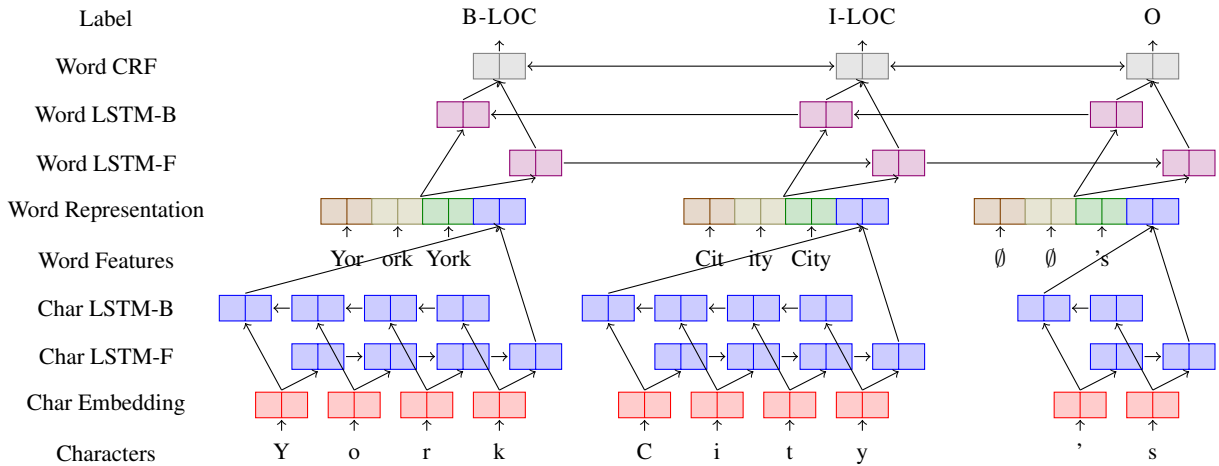 Label B-LOC I-LOC O
Word CRF
Word LSTM-B
Word LSTM-F
Word Representation
Word Features Yor ork York Cit ity City ∅ ∅ 's
Char LSTM-B
Char LSTM-F
Char Embedding
Characters Y o r k C i t y ’ s